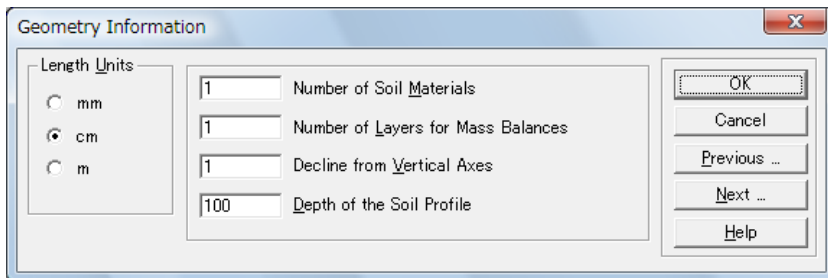 Geometry Information
Length Units
mm
cm
m
1 Number of Soil Materials
1 Number of Layers for Mass Balances
1 Decline from Vertical Axes
100 Depth of the Soil Profile
OK
Cancel
Previous ...
Next ...
Help